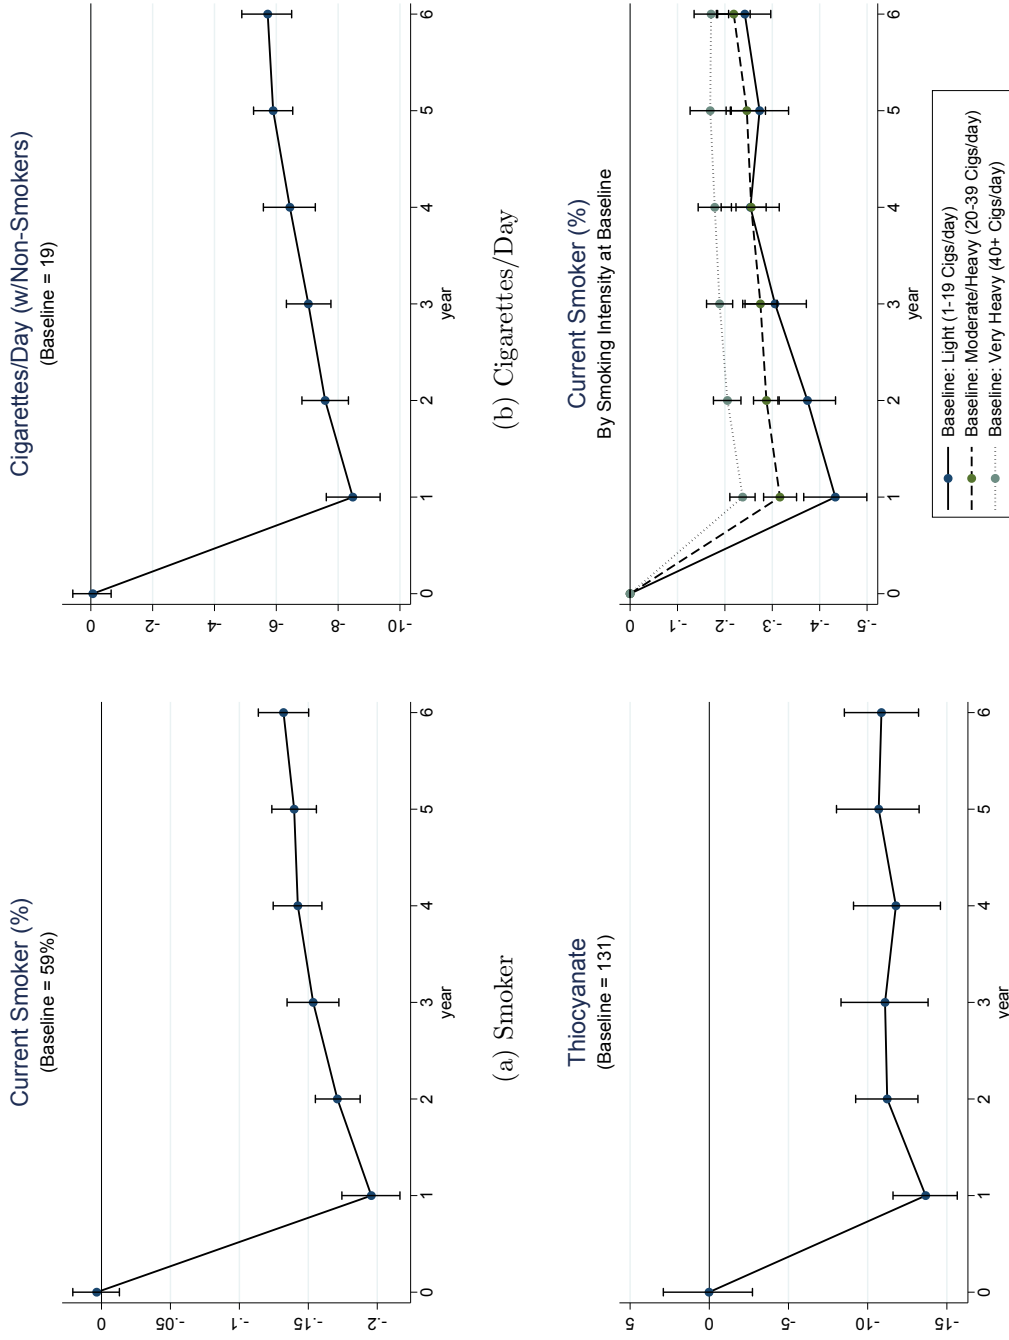 Current Smoker (%)
(Baseline = 59%)
0
-.05
-.1
-.15
-.2
0 1 2 3 4 5 6
year
(a) Smoker
Cigarettes/Day (w/Non-Smokers)
(Baseline = 19)
0
-2
-4
-6
-8
-10
0 1 2 3 4 5 6
year
(b) Cigarettes/Day
Thiocyanate
(Baseline = 131)
5
0
-5
-10
-15
0 1 2 3 4 5 6
year
Current Smoker (%)
By Smoking Intensity at Baseline
0
-.1
-.2
-.3
-.4
-.5
0 1 2 3 4 5 6
year
Baseline: Light (1-19 Cigs/day)
Baseline: Moderate/Heavy (20-39 Cigs/day)
Baseline: Very Heavy (40+ Cigs/day)